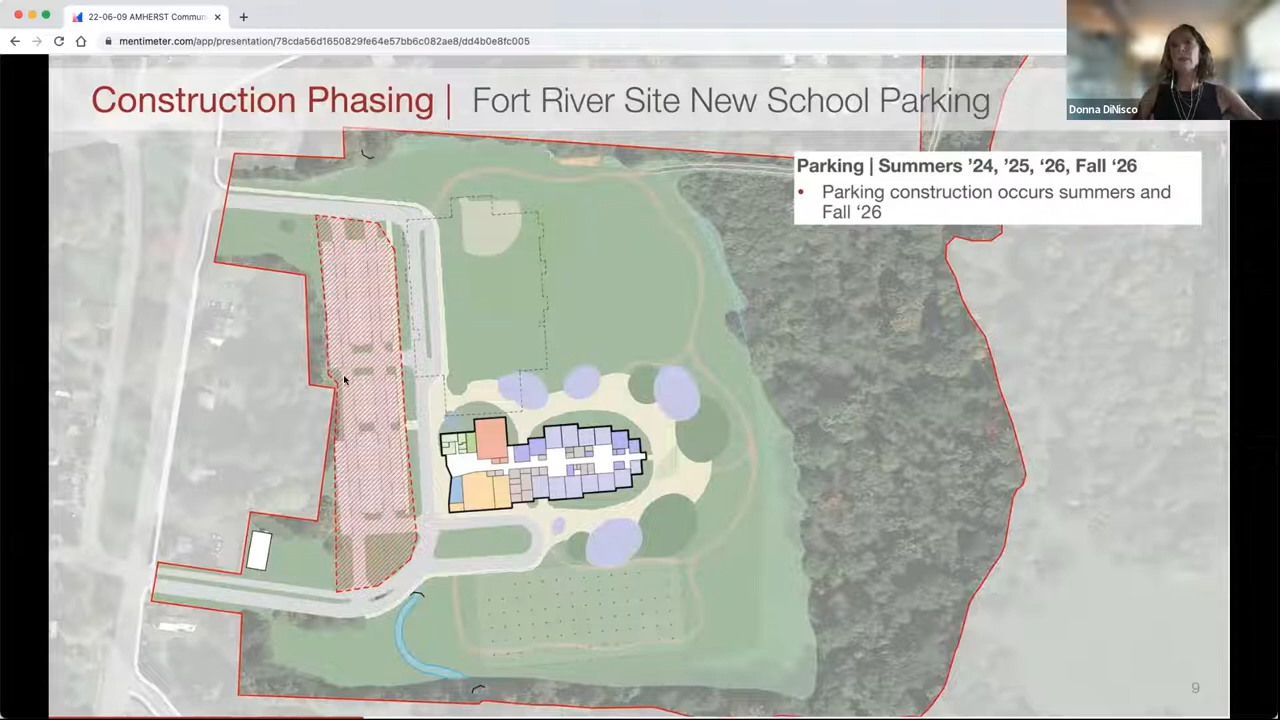 22-06-09 AMHERST Commun
mentimeter.com/app/presentation/78cda56d1650829fe64e57bb6c082ae8/dd4b0e8fc005
Construction Phasing | Fort River Site New School Parking
Donna DiNisco
Parking | Summers ’24, ’25, ‘26, Fall ‘26
• Parking construction occurs summers and
Fall ‘26
9